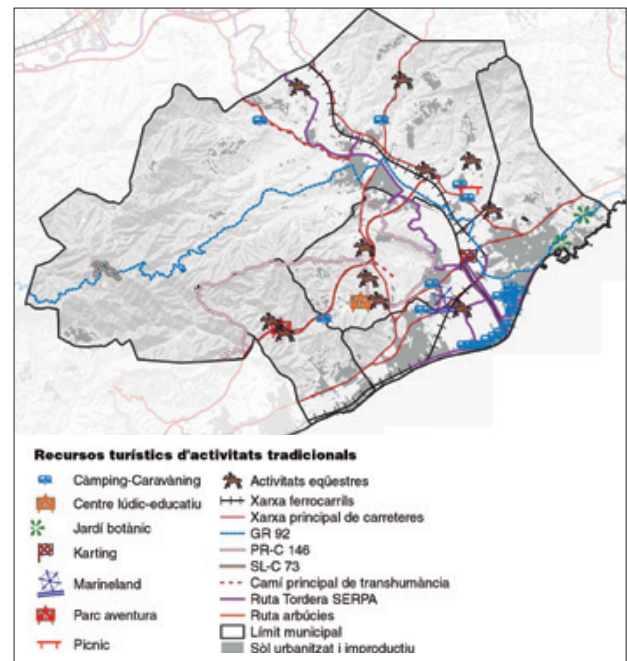 Recursos turístics d'activitats tradicionals
Càmping-Caravàning
Centre lúdic-educatiu
Jardí botànic
Karting
Marineland
Parc aventura
Picnic
Activitats eqüestres
Xarxa ferrocarrils
Xarxa principal de carreteres
GR 92
PR-C 146
SL-C 73
Camí principal de transhumància
Ruta Tordera SERPA
Ruta arbúcies
Límit municipal
Sòl urbanitzat i improductiu